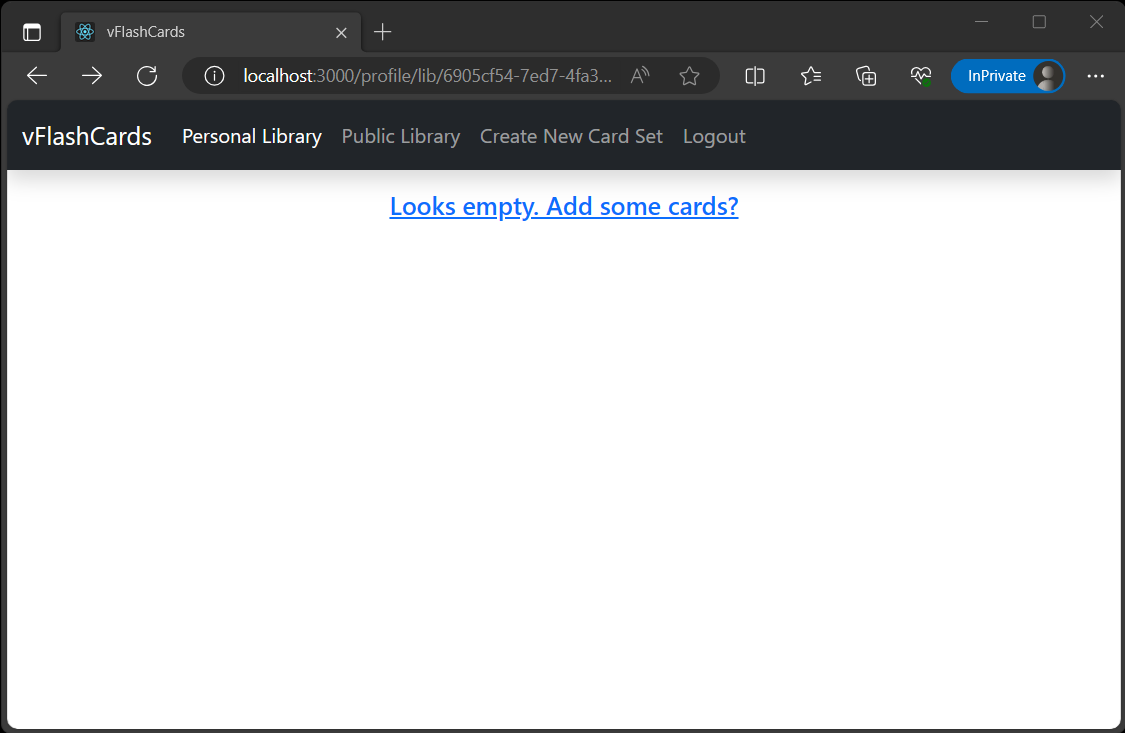 vFlashCards
localhost:3000/profile/lib/6905cf54-7ed7-4fa3... A InPrivate
vFlashCards Personal Library Public Library Create New Card Set Logout
Looks empty. Add some cards?